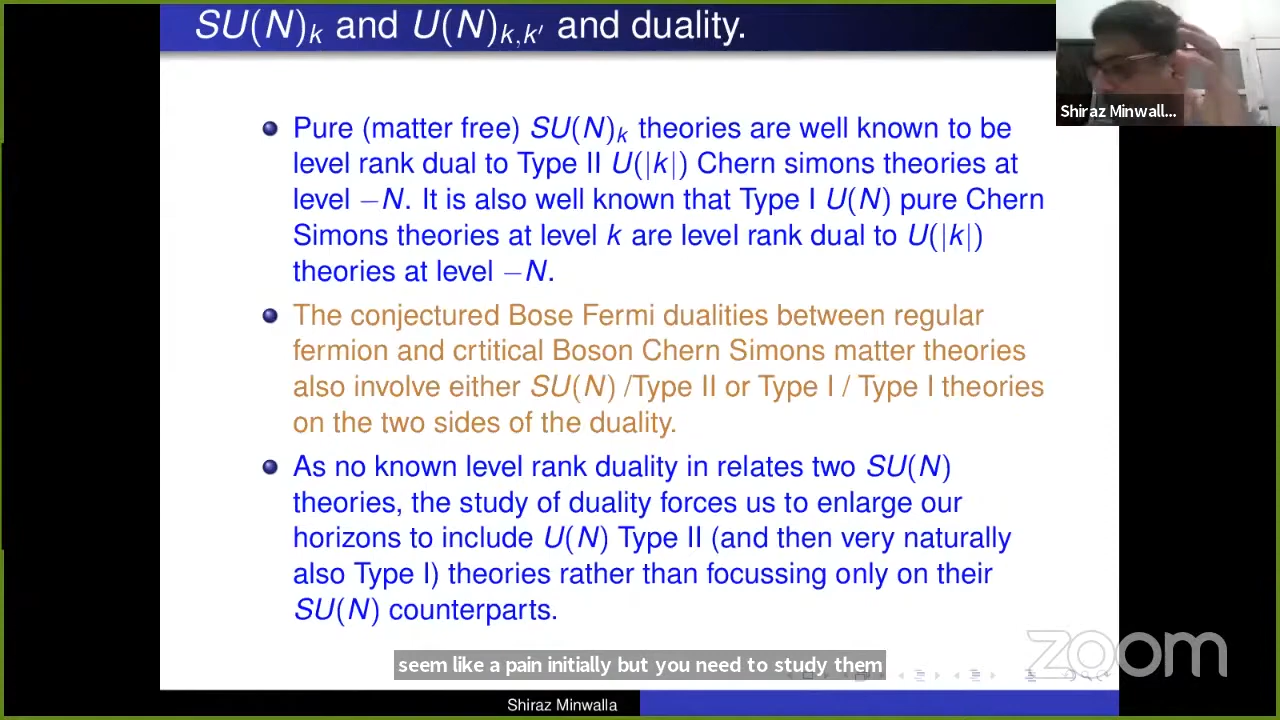 SU(N)k and U(N)k,k′ and duality.
Shiraz Minwall...
Pure (matter free) SU(N)k theories are well known to be
level rank dual to Type II U(|k|) Chern simons theories at
level −N. It is also well known that Type I U(N) pure Chern
Simons theories at level k are level rank dual to U(|k|)
theories at level −N.
The conjectured Bose Fermi dualities between regular
fermion and crtitical Boson Chern Simons matter theories
also involve either SU(N) /Type II or Type I / Type I theories
on the two sides of the duality.
As no known level rank duality in relates two SU(N)
theories, the study of duality forces us to enlarge our
horizons to include U(N) Type II (and then very naturally
also Type I) theories rather than focussing only on their
SU(N) counterparts.
zoom
seem like a pain initially but you need to study them
Shiraz Minwalla